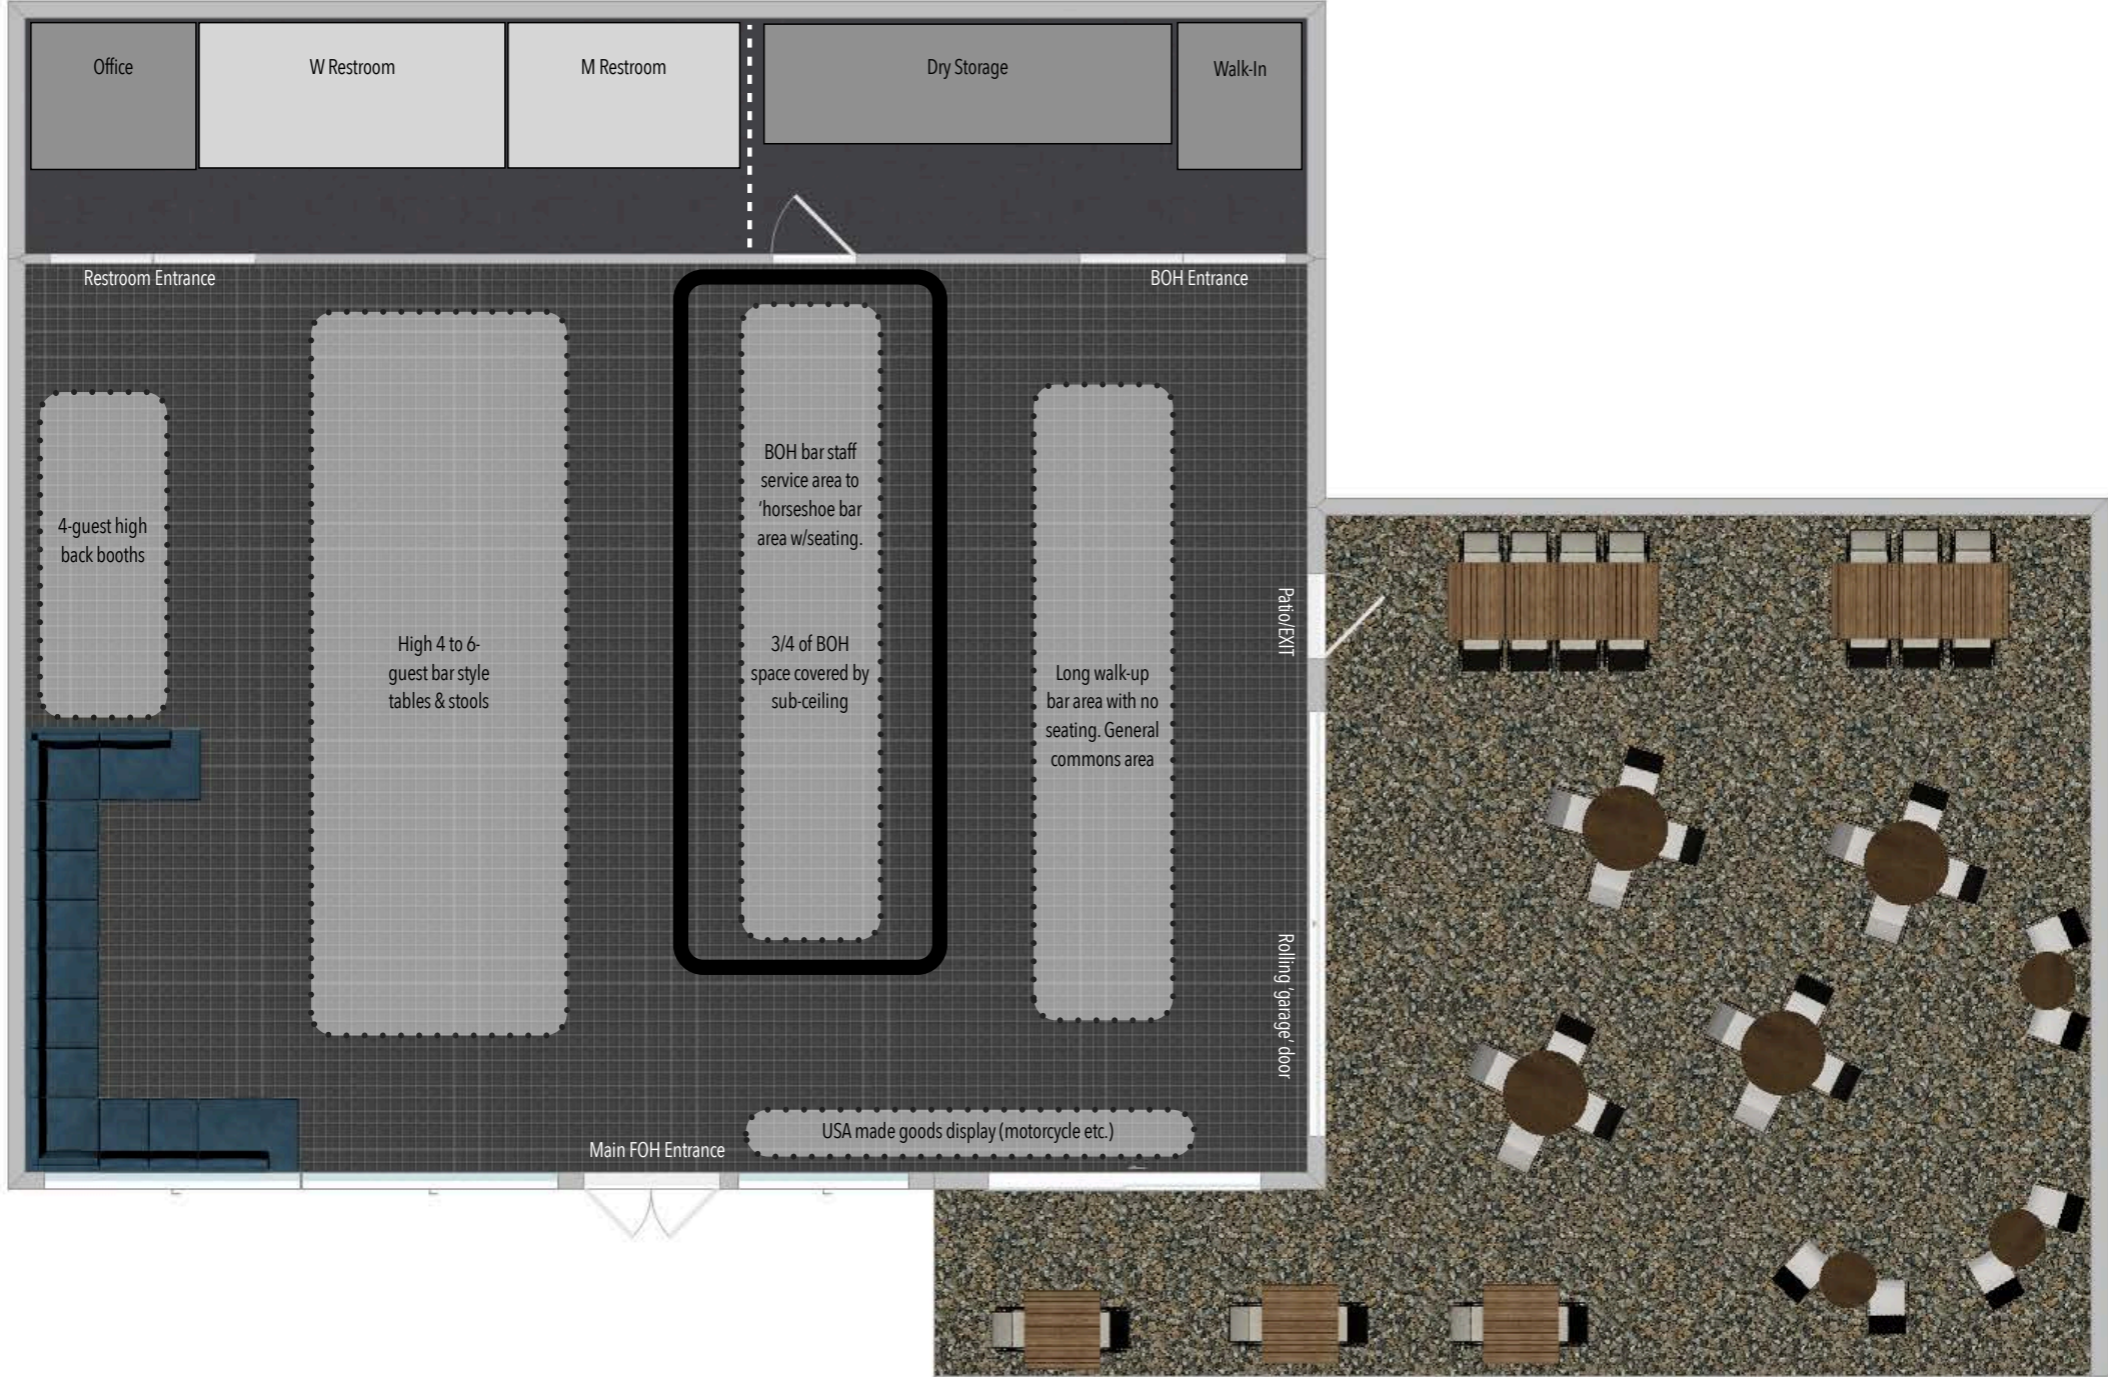 Office
W Restroom
M Restroom
Dry Storage
Walk-In
Restroom Entrance
BOH Entrance
4-guest high
back booths
High 4 to 6-
guest bar style
tables & stools
BOH bar staff
service area to
‘horseshoe bar
area w/seating.
3/4 of BOH
space covered by
sub-ceiling
Long walk-up
bar area with no
seating. General
commons area
Patio/EXIT
Rolling ‘garage’ door
USA made goods display (motorcycle etc.)
Main FOH Entrance